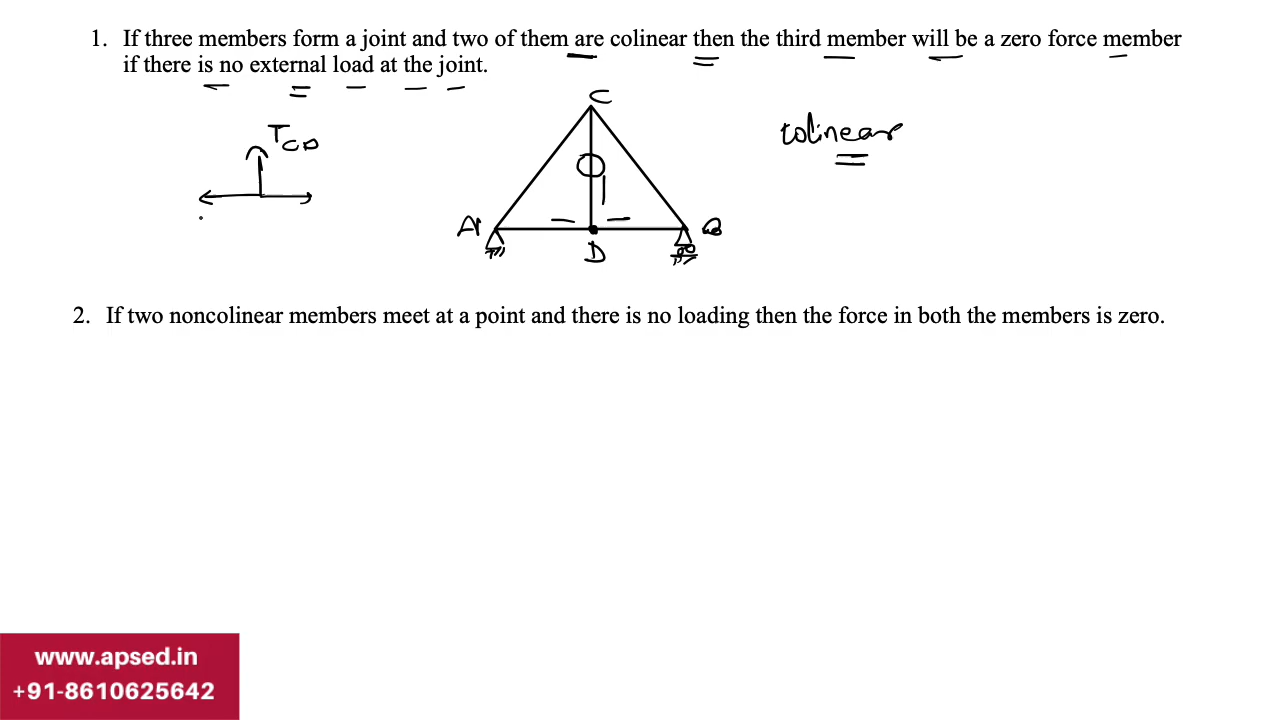 1. If three members form a joint and two of them are colinear then the third member will be a zero force member
if there is no external load at the joint.
C
TCD
colinear
A
B
D
2. If two noncolinear members meet at a point and there is no loading then the force in both the members is zero.
www.apsed.in
+91-8610625642